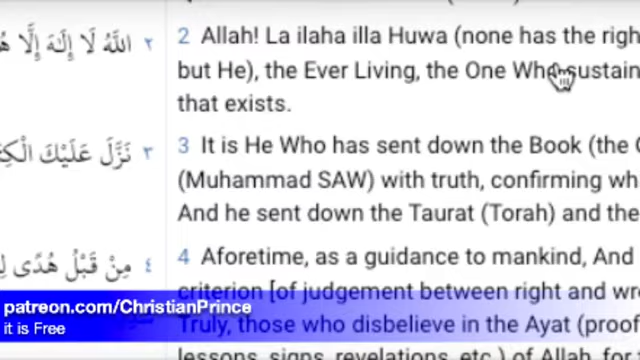 ٢ اللَّهُ لَا إِلَٰهَ إِلَّا
2 Allah! La ilaha illa Huwa (none has the righ
but He), the Ever Living, the One Who sustain
that exists.
٣ نَزَّلَ عَلَيْكَ
3 It is He Who has sent down the Book (the
(Muhammad SAW) with truth, confirming wh
And he sent down the Taurat (Torah) and the
٤ مِنْ قَبْلُ هُدًى
4 Aforetime, as a guidance to mankind, And
criterion [of judgement between right and wr
Truly, those who disbelieve in the Ayat (proof
lessons, signs, revelations, etc.) of Allah, for
patreon.com/ChristianPrince
it is Free